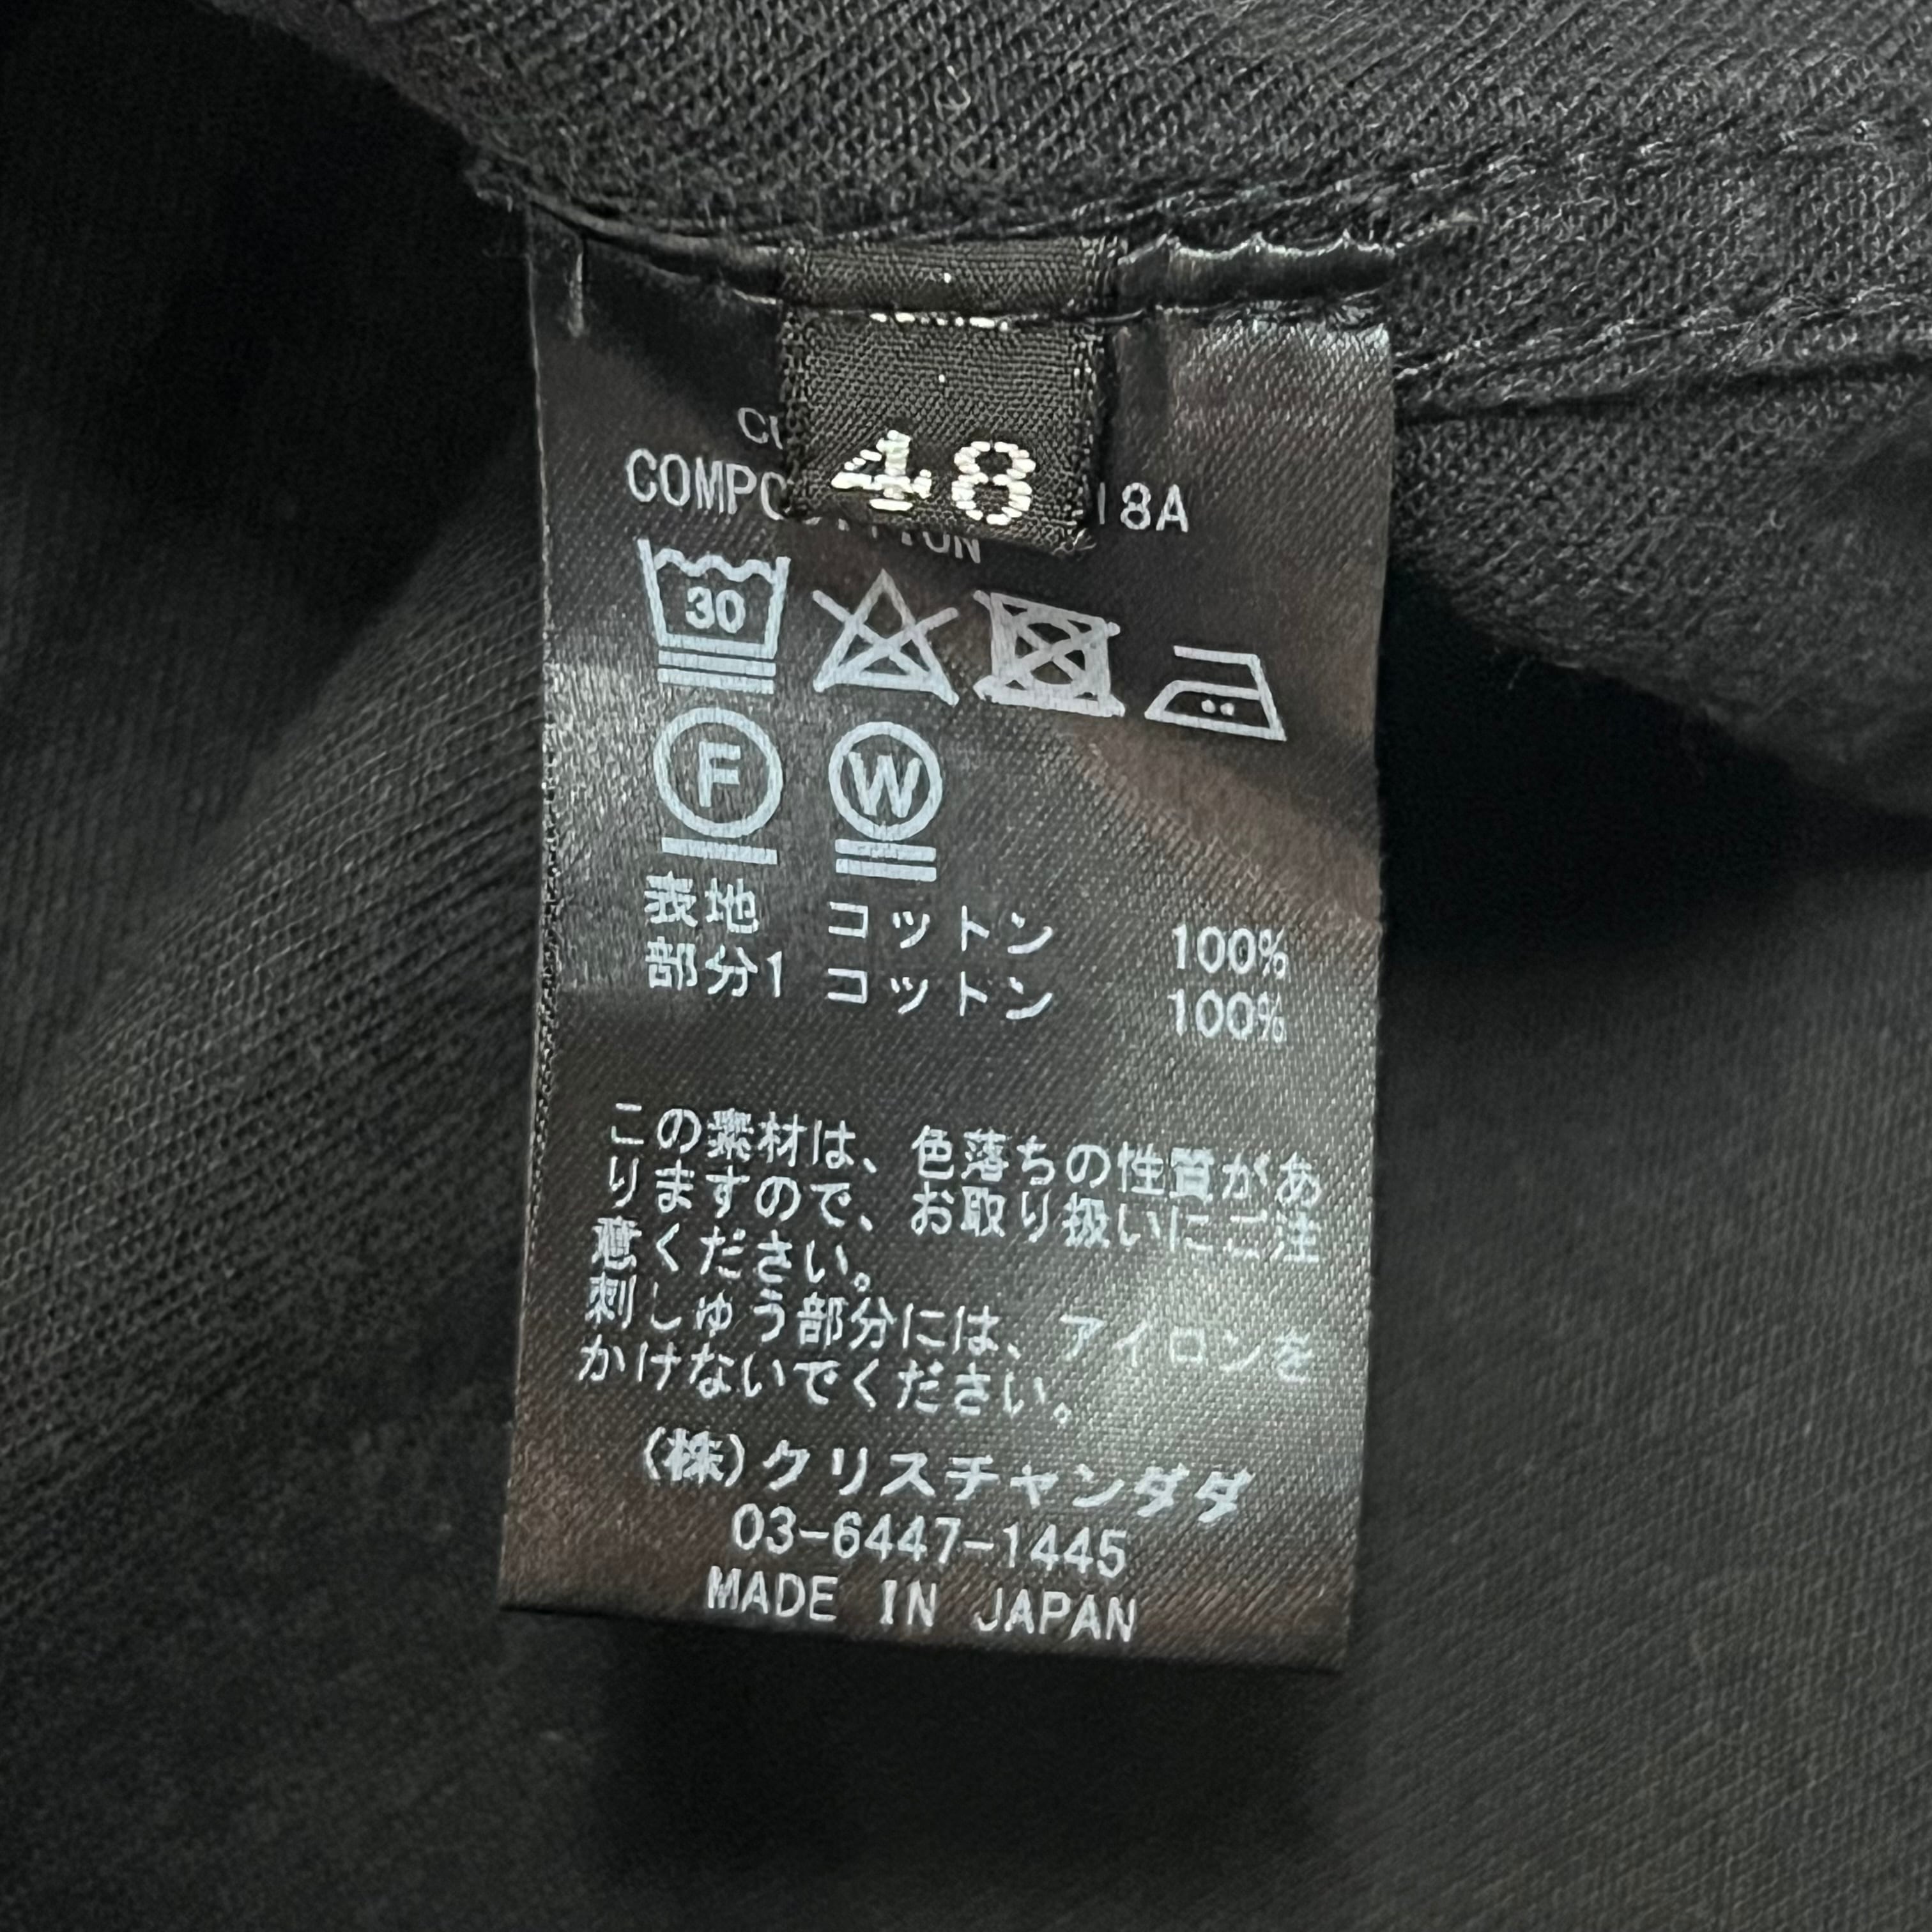 48
18A
30
F
W
表地 コットン 100%
部分1 コットン 100%
この素材は、色落ちの性質があ
りますので、お取り扱いにご注
意ください。
刺しゅう部分には、アイロンを
かけないでください。
(株)クリスチャンダダ
03-6447-1445
MADE IN JAPAN